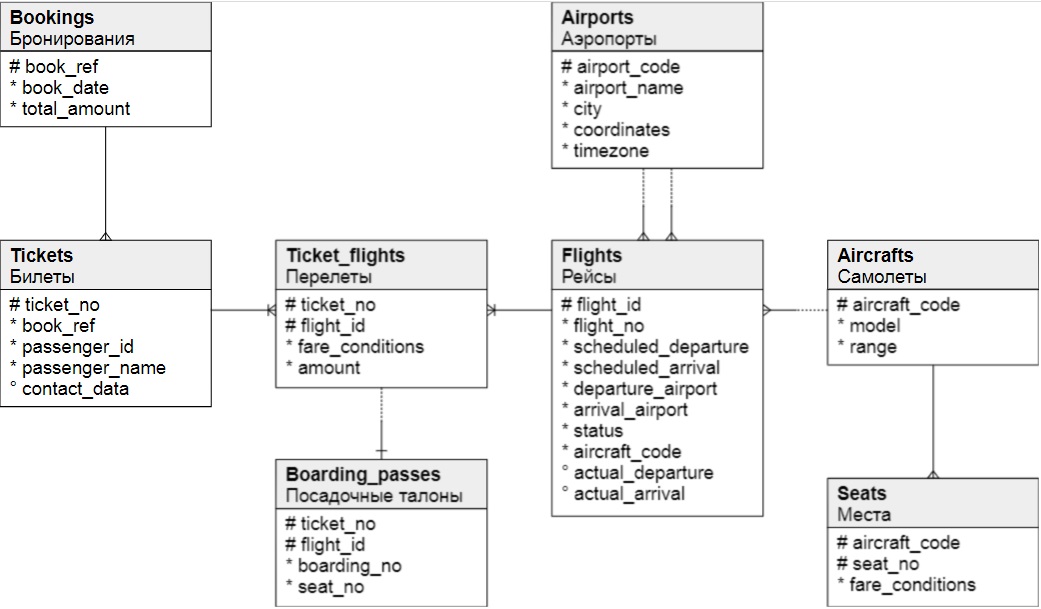 Bookings
Бронирования
# book_ref
* book_date
* total_amount
Airports
Аэропорты
# airport_code
* airport_name
* city
* coordinates
* timezone
Tickets
Билеты
# ticket_no
* book_ref
* passenger_id
* passenger_name
° contact_data
Ticket_flights
Перелеты
# ticket_no
# flight_id
* fare_conditions
* amount
Flights
Рейсы
# flight_id
* flight_no
* scheduled_departure
* scheduled_arrival
* departure_airport
* arrival_airport
* status
* aircraft_code
° actual_departure
° actual_arrival
Aircrafts
Самолеты
# aircraft_code
* model
* range
Boarding_passes
Посадочные талоны
# ticket_no
# flight_id
* boarding_no
* seat_no
Seats
Места
# aircraft_code
# seat_no
* fare_conditions